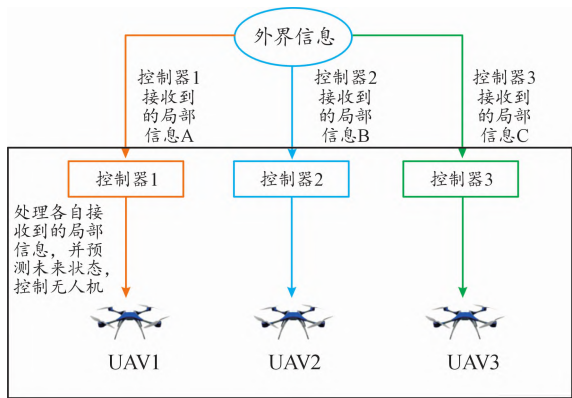 外界信息
控制器1
接收到
的局部
信息A
控制器2
接收到
的局部
信息B
控制器3
接收到
的局部
信息C
控制器1
控制器2
控制器3
处理各自接
收到的局部
信息，并预
测未来状态，
控制无人机
UAV1
UAV2
UAV3